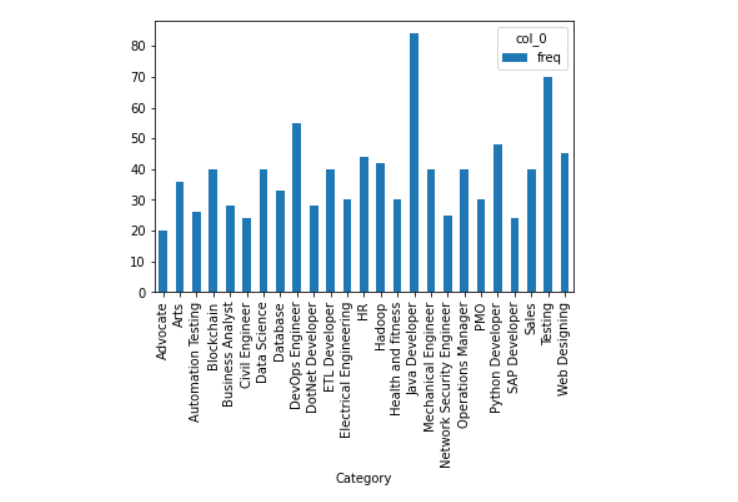 80
70
60
50
40
30
20
10
0
col_0
freq
Advocate
Arts
Automation Testing
Blockchain
Business Analyst
Civil Engineer
Data Science
Database
DevOps Engineer
DotNet Developer
ETL Developer
Electrical Engineering
HR
Hadoop
Health and fitness
Java Developer
Mechanical Engineer
Network Security Engineer
Operations Manager
PMO
Python Developer
SAP Developer
Sales
Testing
Web Designing
Category